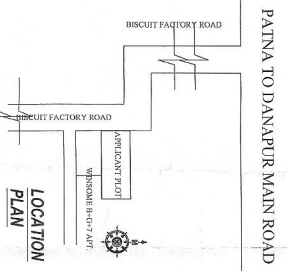 BISCUIT FACTORY ROAD
PATNA TO DANAPUR MAIN ROAD
BISCUIT FACTORY ROAD
APPLICANT PLOT
WINSOME B+G+7 APT.
LOCATION
PLAN
N